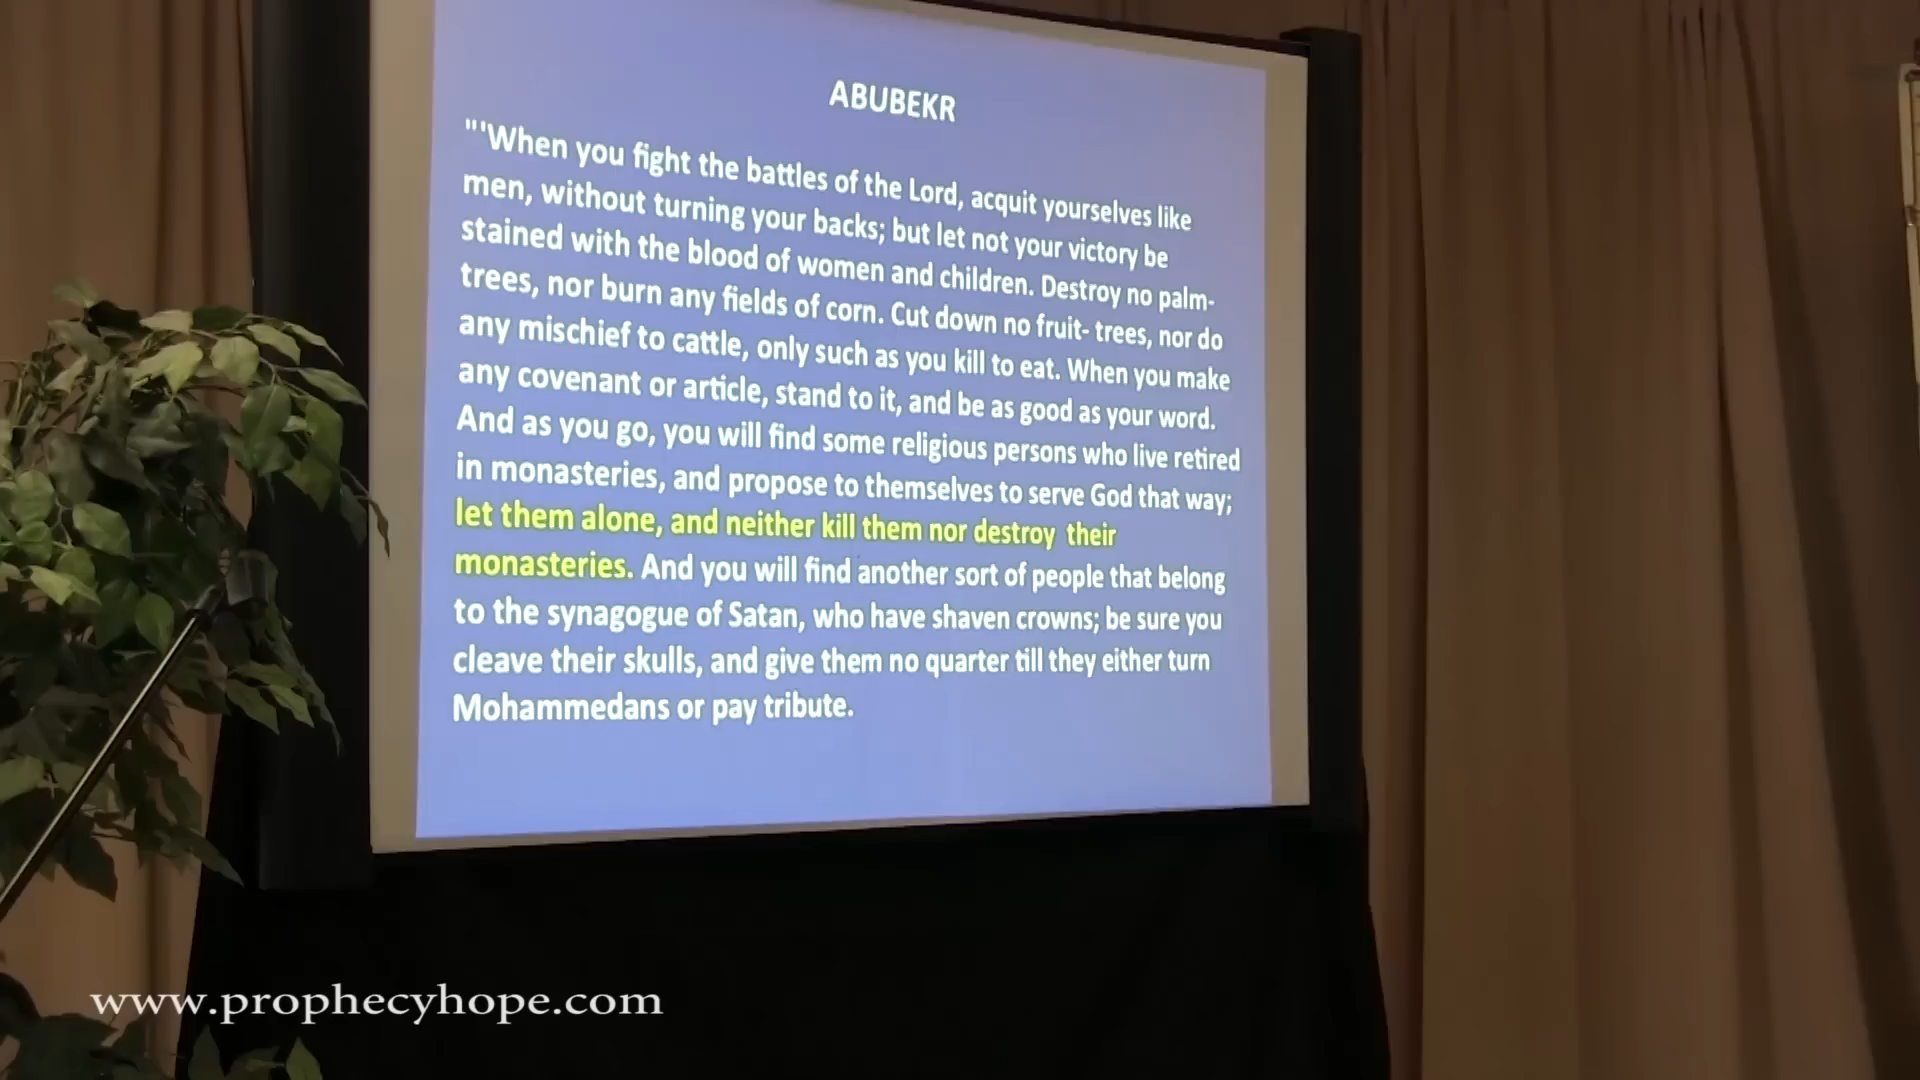 ABUBEKR
"'When you fight the battles of the Lord, acquit yourselves like
men, without turning your backs; but let not your victory be
stained with the blood of women and children. Destroy no palm-
trees, nor burn any fields of corn. Cut down no fruit- trees, nor do
any mischief to cattle, only such as you kill to eat. When you make
any covenant or article, stand to it, and be as good as your word.
And as you go, you will find some religious persons who live retired
in monasteries, and propose to themselves to serve God that way;
let them alone, and neither kill them nor destroy their
monasteries. And you will find another sort of people that belong
to the synagogue of Satan, who have shaven crowns; be sure you
cleave their skulls, and give them no quarter till they either turn
Mohammedans or pay tribute.
www.prophecyhope.com